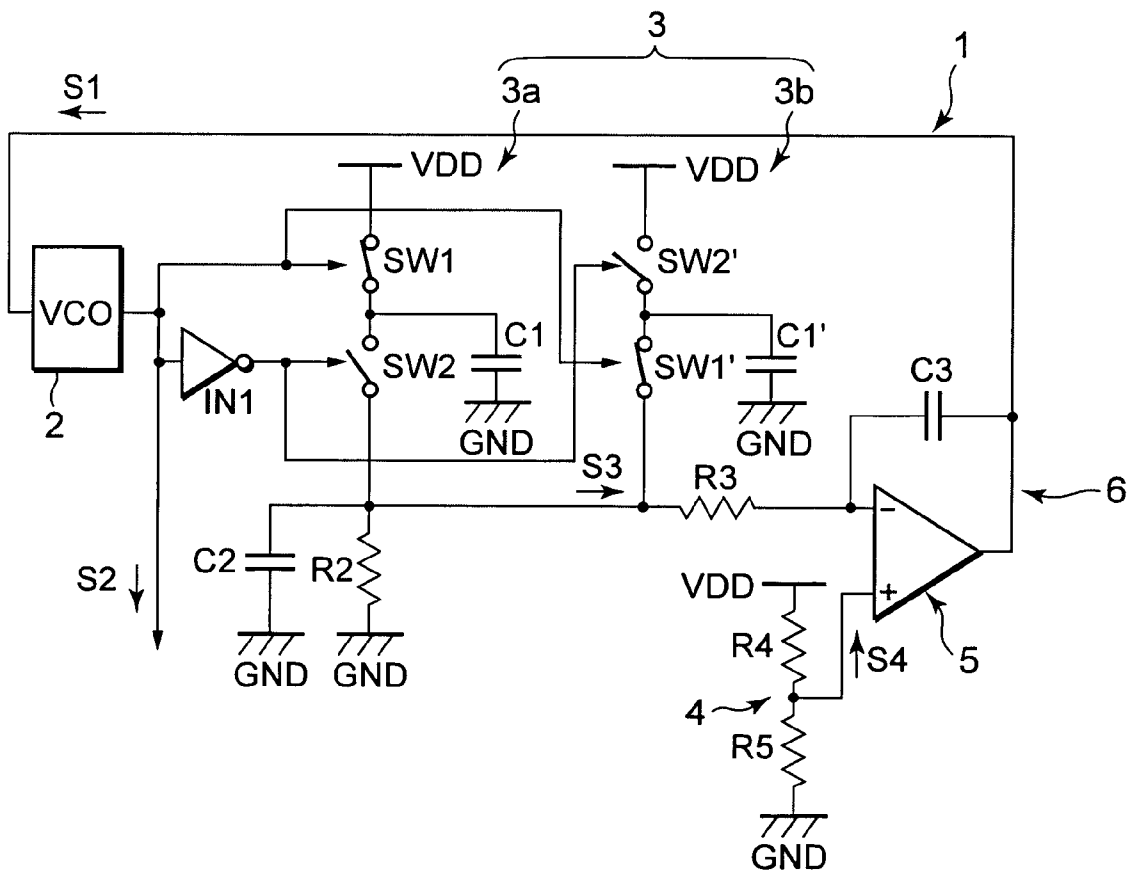 3
1
S1
3a
3b
VDD
VDD
SW1
SW2'
VCO
C1
C1'
SW2
SW1'
C3
IN1
2
GND
GND
S3
R3
6
−
C2
R2
S2
VDD
+
R4
S4
5
GND
GND
4
R5
GND